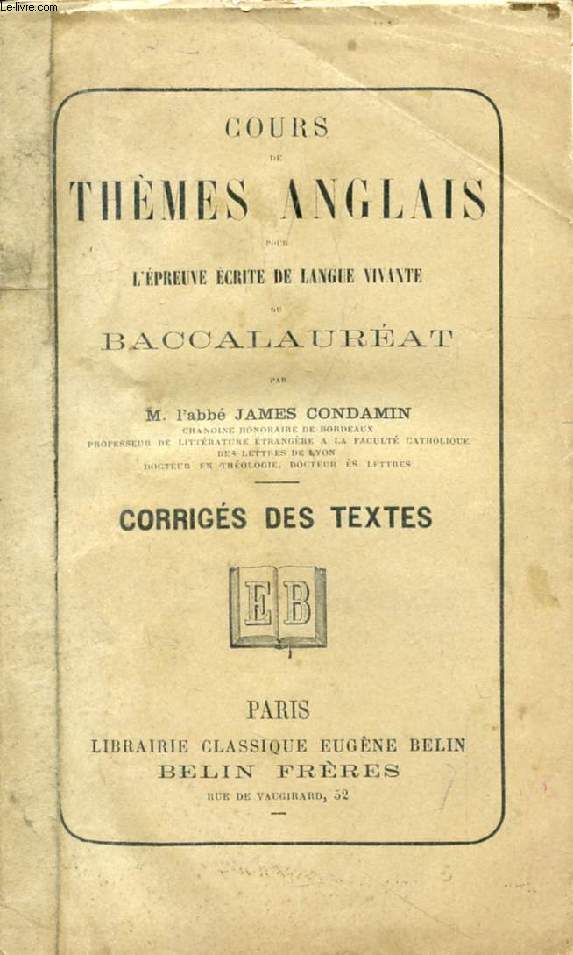 Le-livre.com
COURS
DE
THÈMES ANGLAIS
POUR
L'ÉPREUVE ÉCRITE DE LANGUE VIVANTE
DU
BACCALAURÉAT
PAR
M. l'abbé JAMES CONDAMIN
CHANOINE HONORAIRE DE BORDEAUX
PROFESSEUR DE LITTÉRATURE ÉTRANGÈRE A LA FACULTÉ CATHOLIQUE
DES LETTRES DE LYON
DOCTEUR EN THÉOLOGIE, DOCTEUR ÈS LETTRES
CORRIGÉS DES TEXTES
E B
PARIS
LIBRAIRIE CLASSIQUE EUGÈNE BELIN
BELIN FRÈRES
RUE DE VAUGIRARD, 52